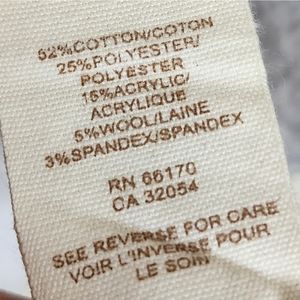 52%COTTON/COTON
25%POLYESTER/
POLYESTER
15%ACRYLIC/
ACRYLIQUE
5%WOOL/LAINE
3%SPANDEX/SPANDEX
RN 66170
CA 32054
SEE REVERSE FOR CARE
VOIR L'INVERSE POUR
LE SOIN